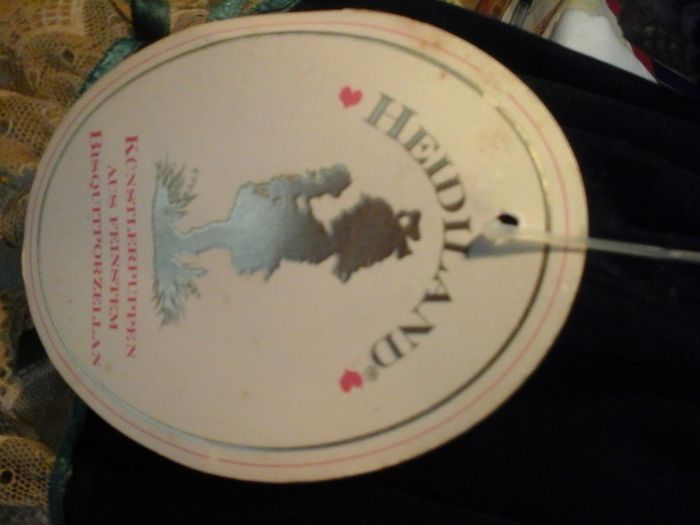 HEIDILAND®
KÜNSTLERPUPPEN
AUS FEINSTEM
BISQUITPORZELLAN